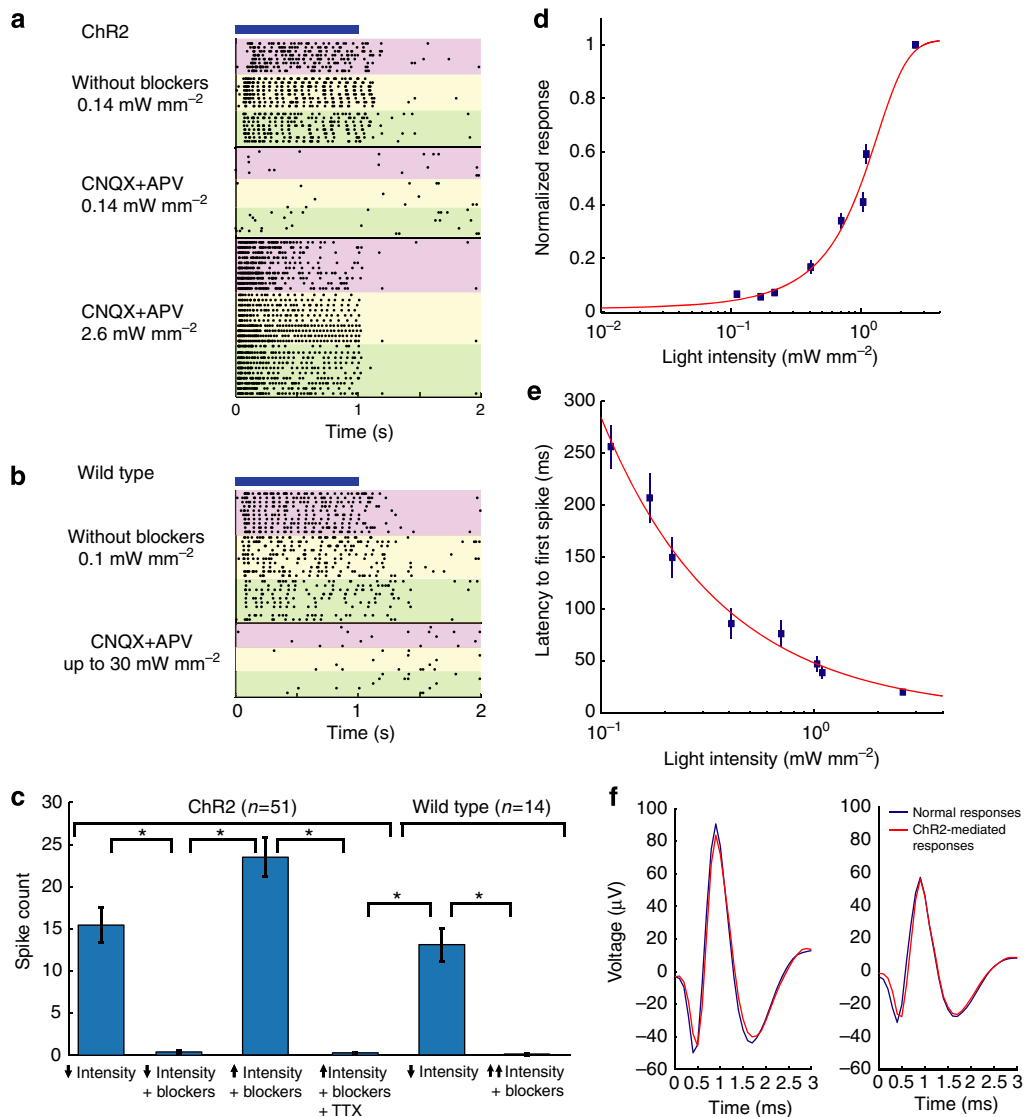 a
ChR2
Without blockers
0.14 mW mm⁻²
CNQX+APV
0.14 mW mm⁻²
CNQX+APV
2.6 mW mm⁻²
0 1 2
Time (s)
b
Wild type
Without blockers
0.1 mW mm⁻²
CNQX+APV
up to 30 mW mm⁻²
0 1 2
Time (s)
c
ChR2 (n=51)
Wild type (n=14)
* * * * *
Spike count
30
25
20
15
10
5
0
↓ Intensity
↓ Intensity
+ blockers
↑ Intensity
+ blockers
↑Intensity
+ blockers
+ TTX
↓ Intensity
↑↑Intensity
+ blockers
d
Normalized response
1
0.8
0.6
0.4
0.2
0
10⁻² 10⁻¹ 10⁰
Light intensity (mW mm⁻²)
e
Latency to first spike (ms)
300
250
200
150
100
50
0
10⁻¹ 10⁰
Light intensity (mW mm⁻²)
f
Voltage (μV)
100
80
60
40
20
0
−20
−40
−60
0 0.5 1 1.5 2 2.5 3
Time (ms)
Normal responses
ChR2-mediated
responses
100
80
60
40
20
0
−20
−40
−60
0 0.5 1 1.5 2 2.5 3
Time (ms)